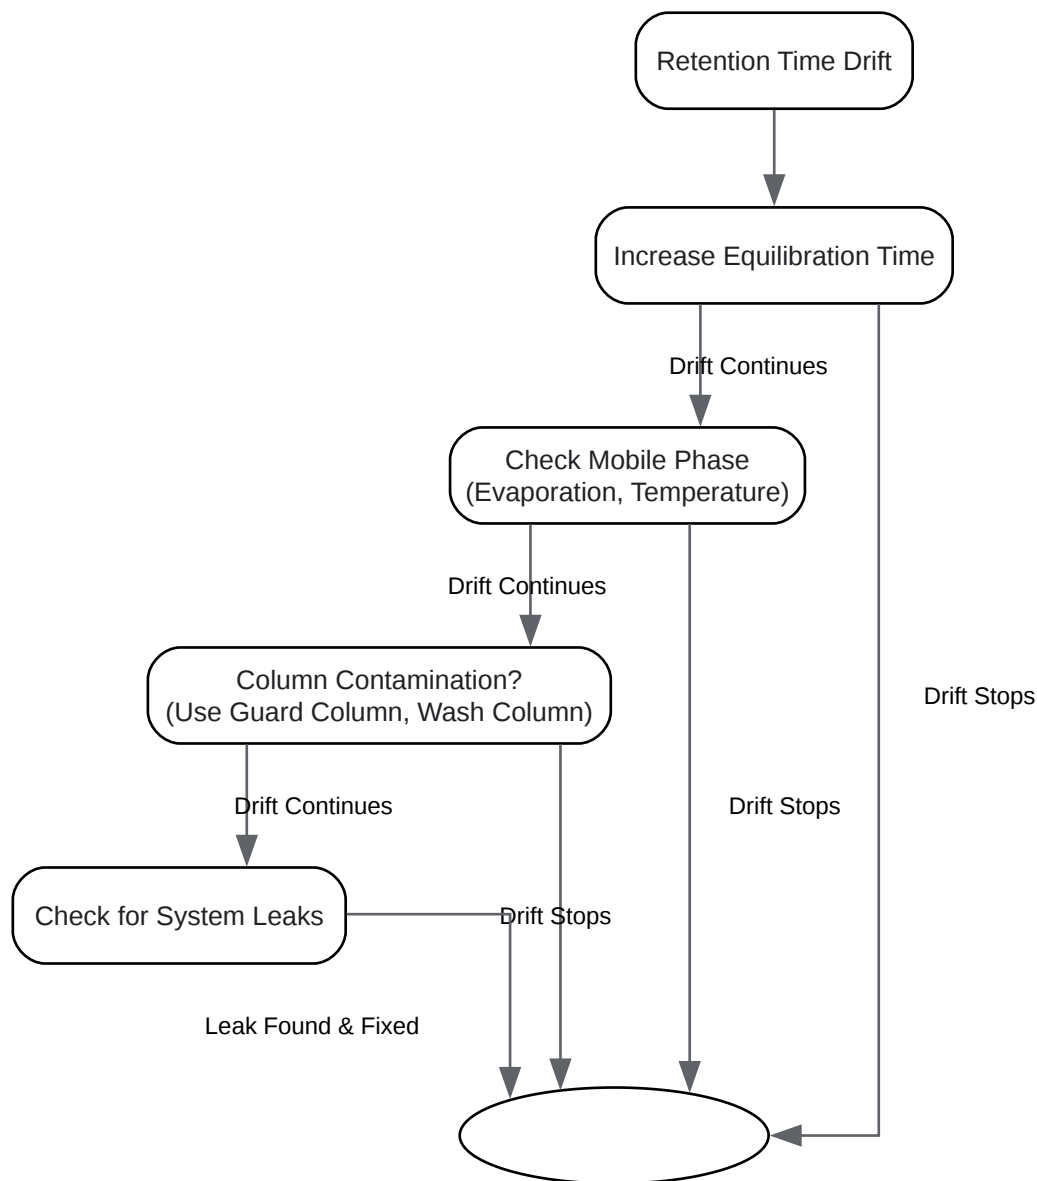 Retention Time Drift
Increase Equilibration Time
Drift Continues
Check Mobile Phase
(Evaporation, Temperature)
Drift Continues
Column Contamination?
(Use Guard Column, Wash Column)
Drift Stops
Drift Continues
Drift Stops
Check for System Leaks
Drift Stops
Leak Found & Fixed